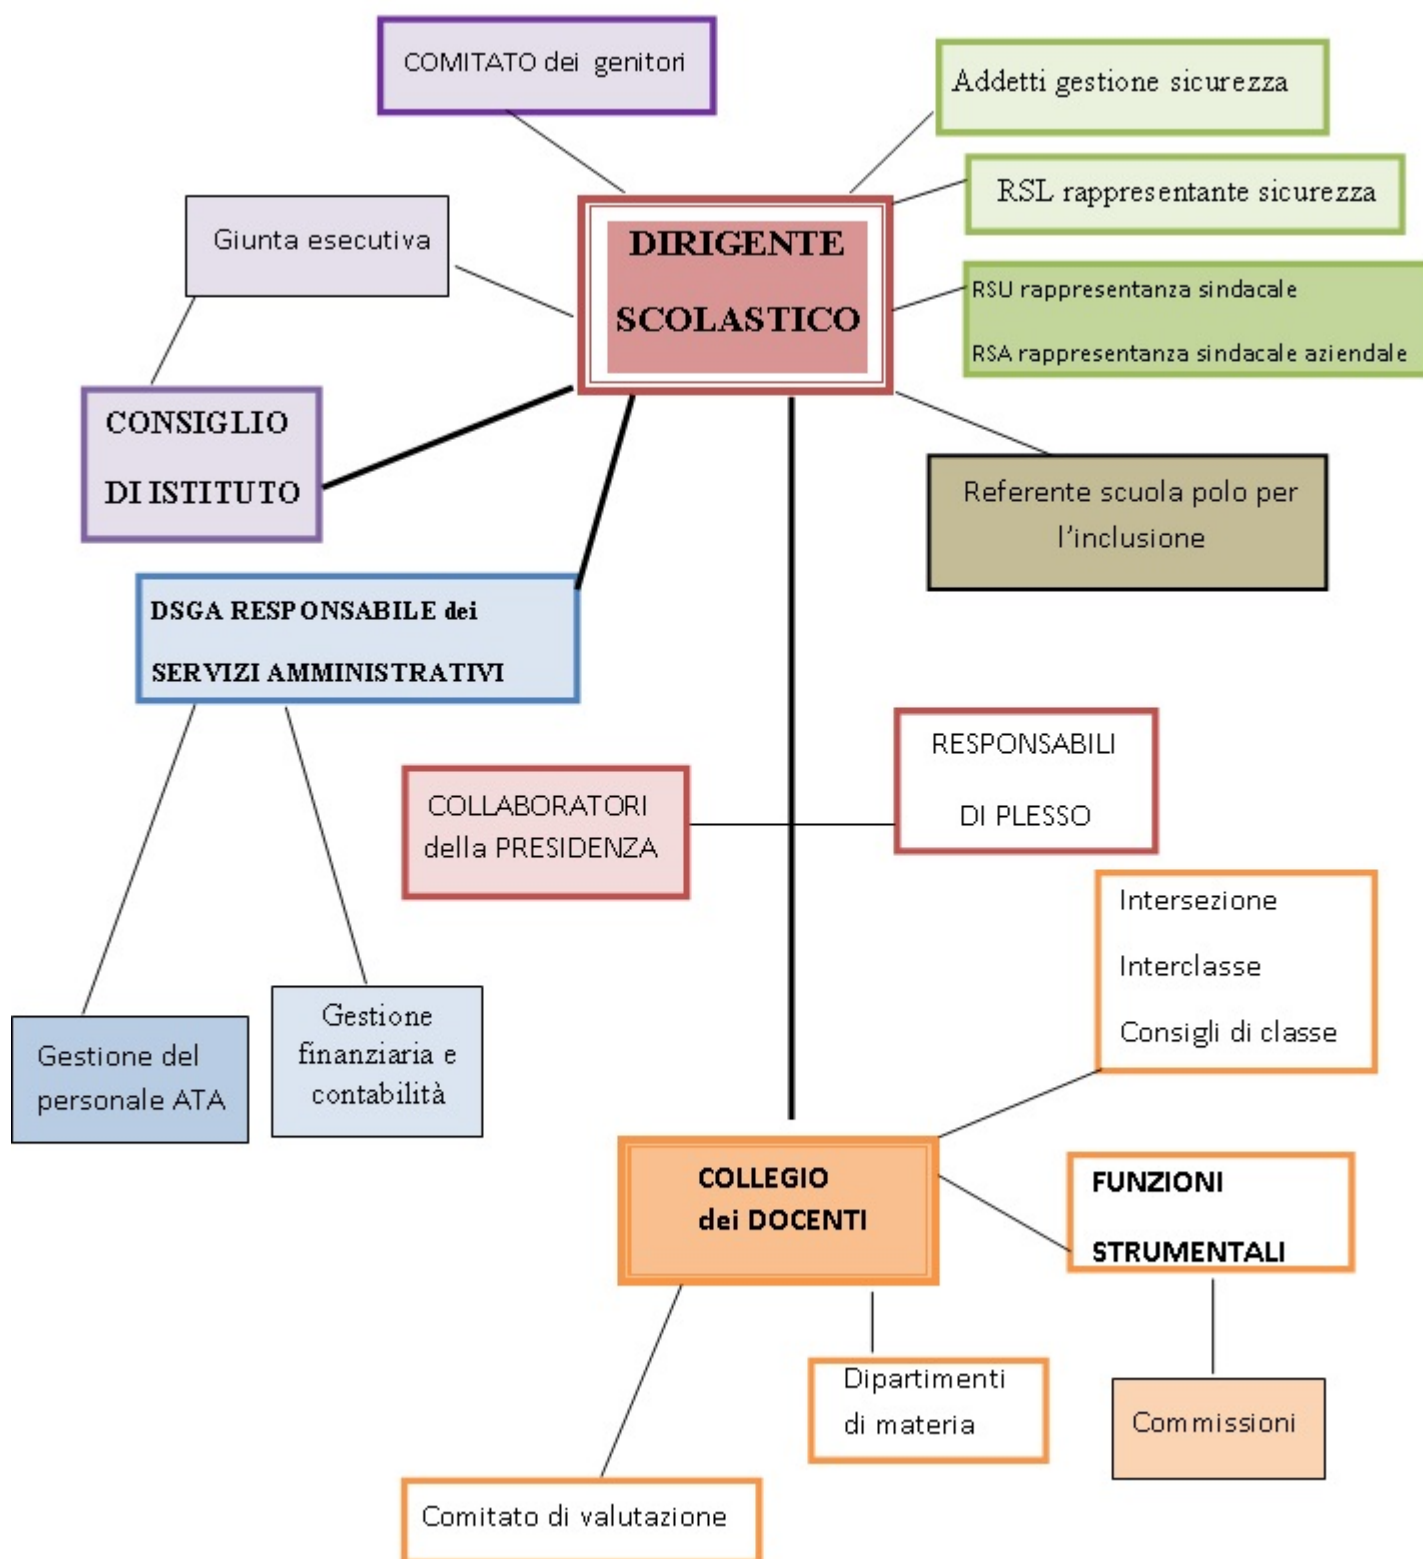 COMITATO dei genitori
Addetti gestione sicurezza
RSL rappresentante sicurezza
Giunta esecutiva
DIRIGENTE
SCOLASTICO
RSU rappresentanza sindacale
RSA rappresentanza sindacale aziendale
CONSIGLIO
DI ISTITUTO
Referente scuola polo per
l’inclusione
DSGA RESPONSABILE dei
SERVIZI AMMINISTRATIVI
RESPONSABILI
DI PLESSO
COLLABORATORI
della PRESIDENZA
Intersezione
Interclasse
Consigli di classe
Gestione del
personale ATA
Gestione
finanziaria e
contabilità
COLLEGIO
dei DOCENTI
FUNZIONI
STRUMENTALI
Dipartimenti
di materia
Commissioni
Comitato di valutazione